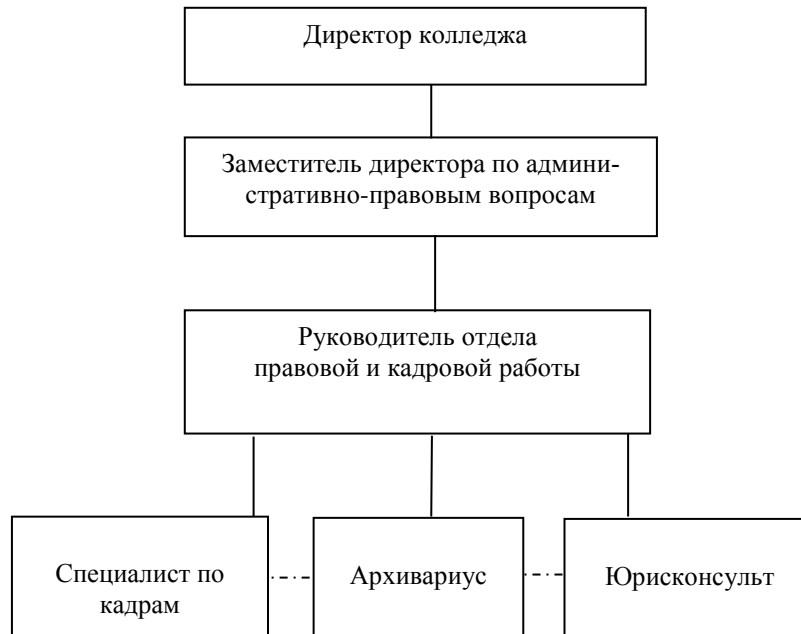 Директор колледжа
Заместитель директора по админи-
стративно-правовым вопросам
Руководитель отдела
правовой и кадровой работы
Специалист по
кадрам
Архивариус
Юрисконсульт